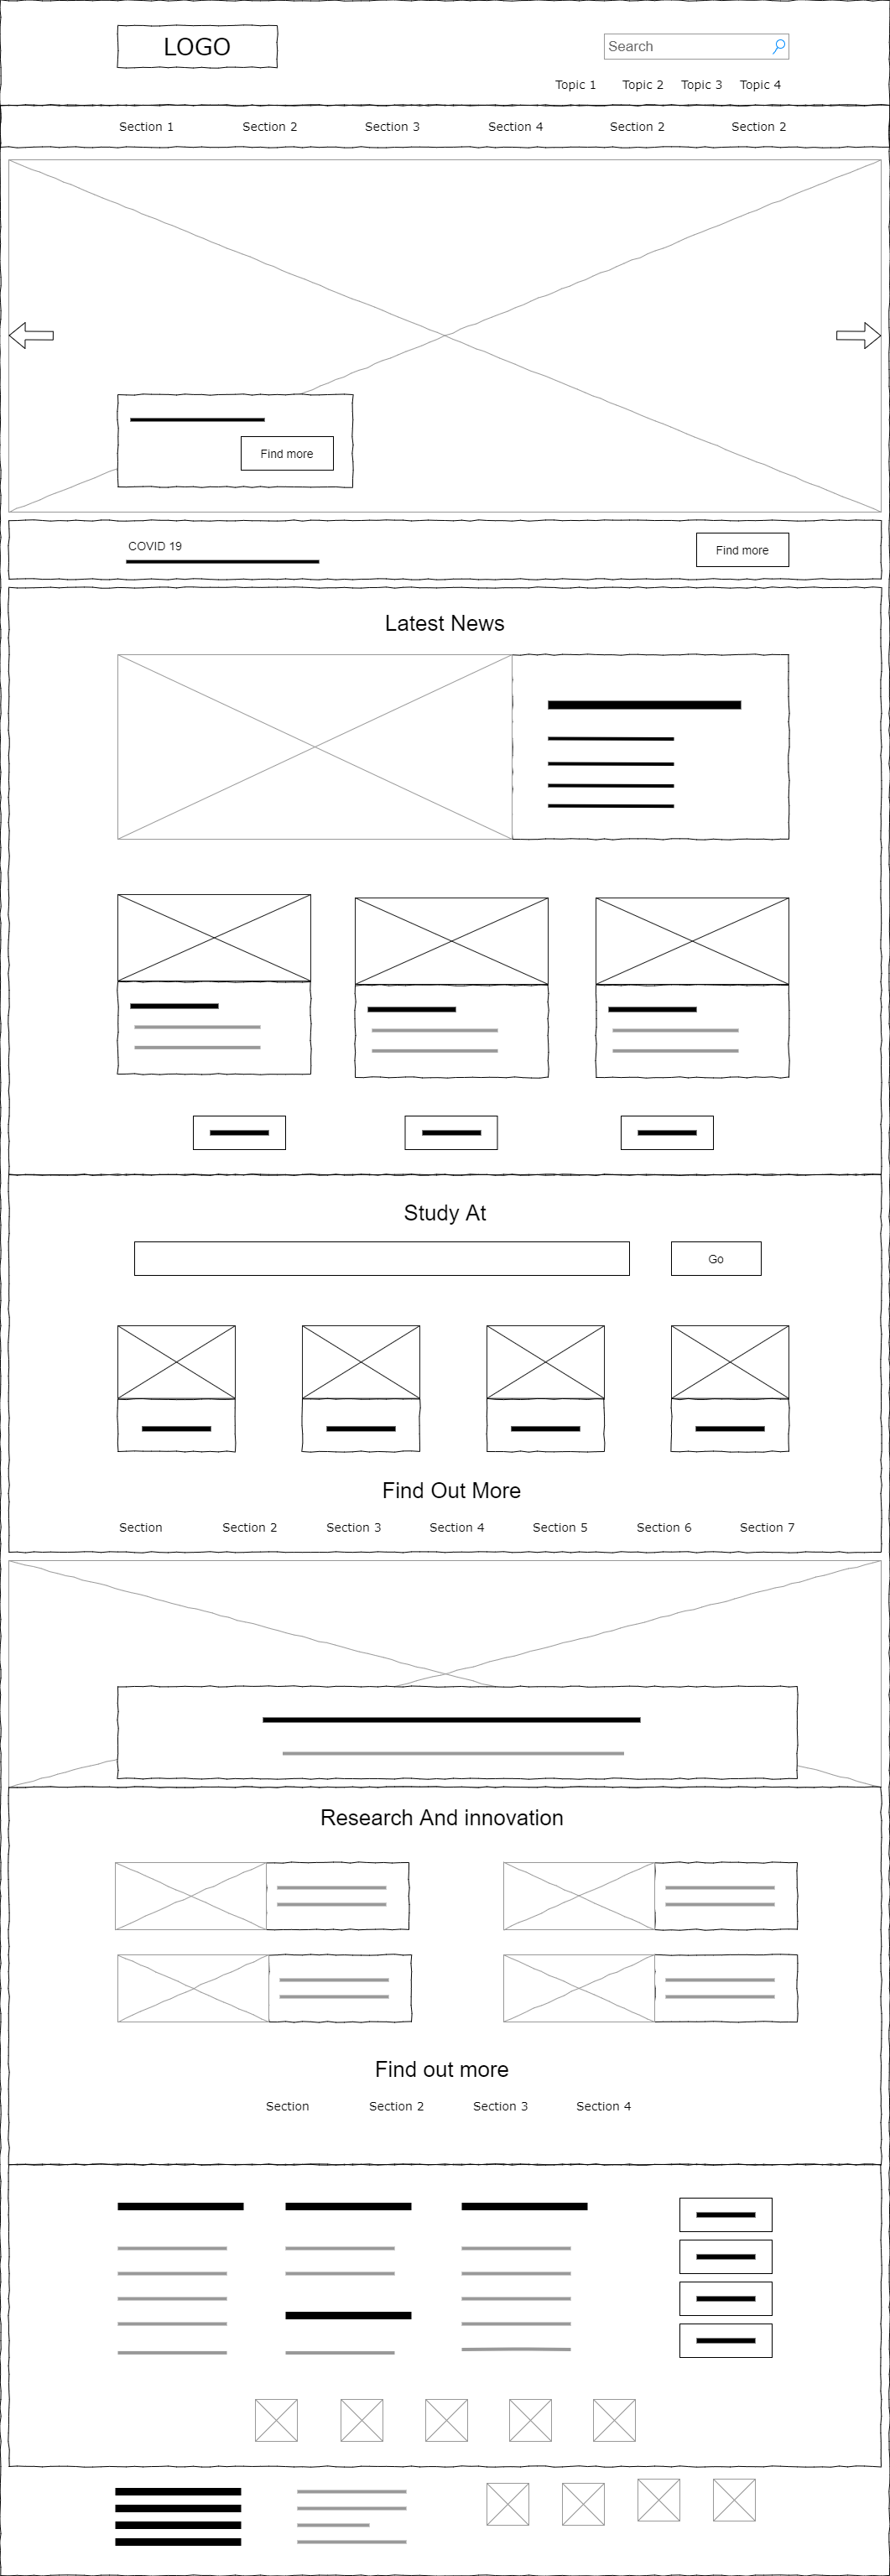 LOGO
Search
Topic 1 Topic 2 Topic 3 Topic 4
Section 1 Section 2 Section 3 Section 4 Section 2 Section 2
Find more
COVID 19
Find more
Latest News
Study At
Go
Find Out More
Section Section 2 Section 3 Section 4 Section 5 Section 6 Section 7
Research And innovation
Find out more
Section Section 2 Section 3 Section 4